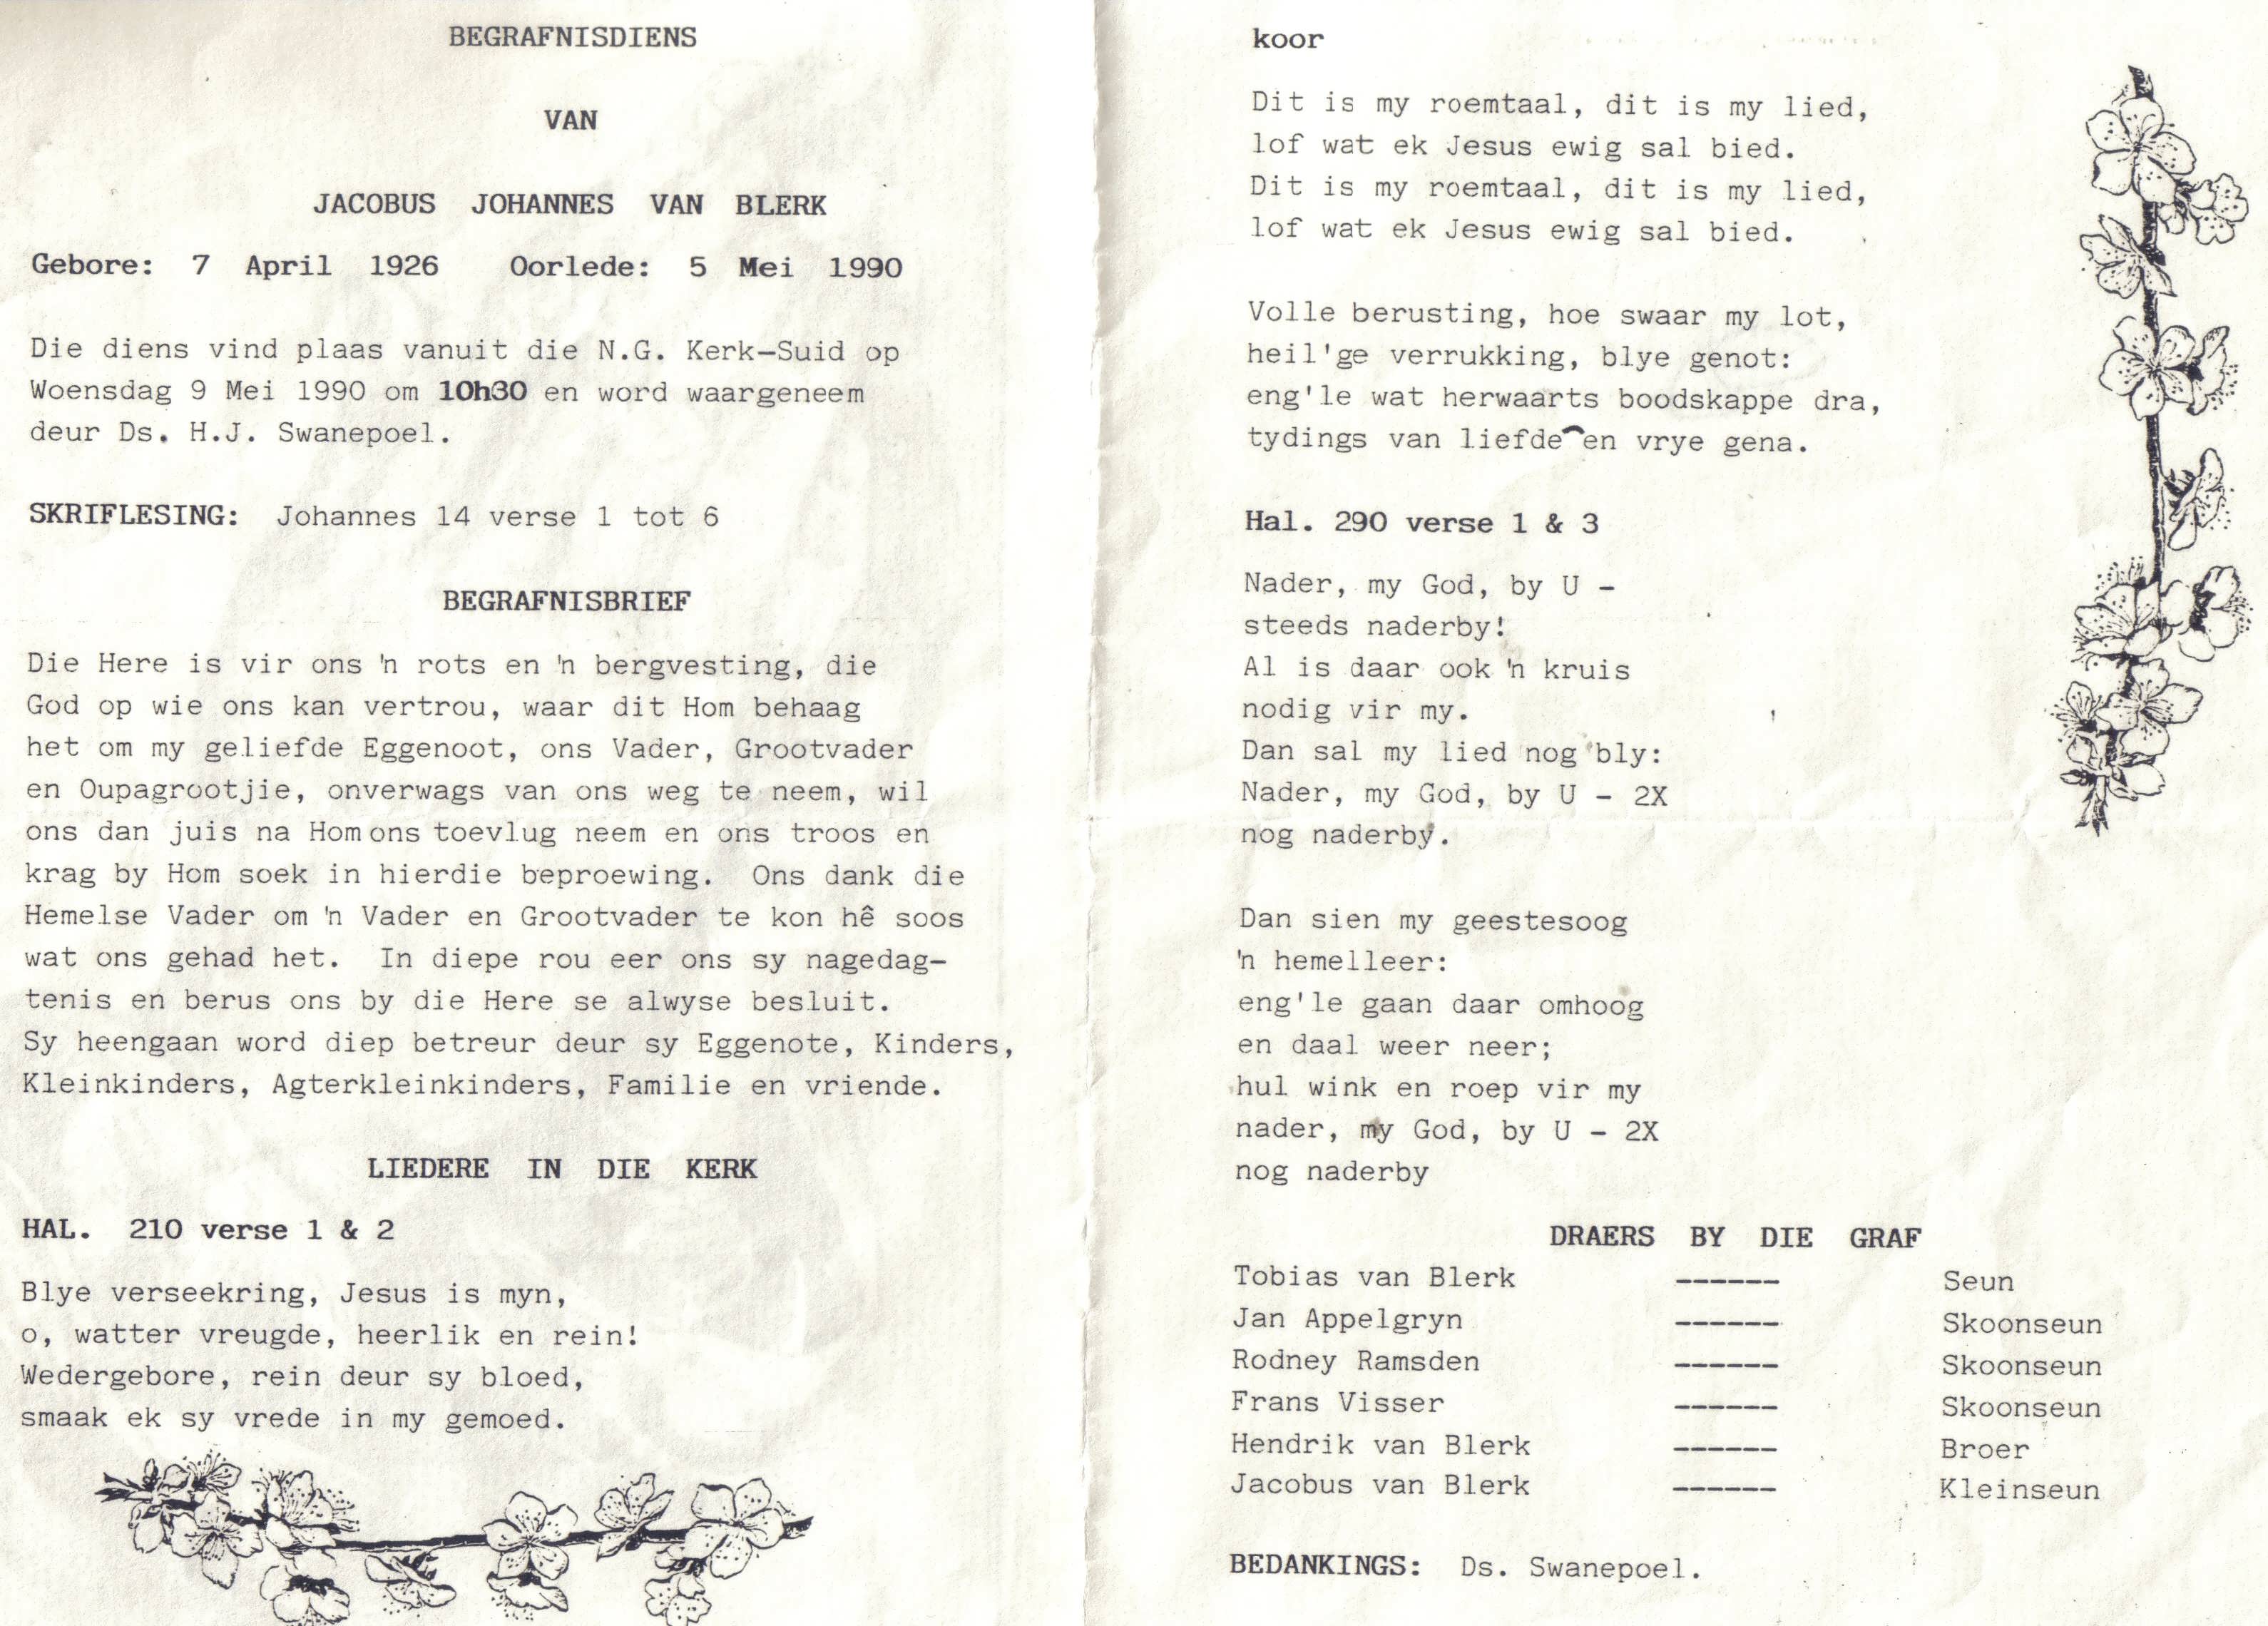 BEGRAFNISDIENS
VAN
JACOBUS JOHANNES VAN BLERK
Gebore: 7 April 1926 Oorlede: 5 Mei 1990
Die diens vind plaas vanuit die N.G. Kerk-Suid op
Woensdag 9 Mei 1990 om 10h30 en word waargeneem
deur Ds. H.J. Swanepoel.
SKRIFLESING: Johannes 14 verse 1 tot 6
BEGRAFNISBRIEF
Die Here is vir ons 'n rots en 'n bergvesting, die
God op wie ons kan vertrou, waar dit Hom behaag
het om my geliefde Eggenoot, ons Vader, Grootvader
en Oupagrootjie, onverwags van ons weg te neem, wil
ons dan juis na Hom ons toevlug neem en ons troos en
krag by Hom soek in hierdie beproewing. Ons dank die
Hemelse Vader om 'n Vader en Grootvader te kon hê soos
wat ons gehad het. In diepe rou eer ons sy nagedag-
tenis en berus ons by die Here se alwyse besluit.
Sy heengaan word diep betreur deur sy Eggenote, Kinders,
Kleinkinders, Agterkleinkinders, Familie en vriende.
LIEDERE IN DIE KERK
HAL. 210 verse 1 & 2
Blye verseekring, Jesus is myn,
o, watter vreugde, heerlik en rein!
Wedergebore, rein deur sy bloed,
smaak ek sy vrede in my gemoed.
koor
Dit is my roemtaal, dit is my lied,
lof wat ek Jesus ewig sal bied.
Dit is my roemtaal, dit is my lied,
lof wat ek Jesus ewig sal bied.
Volle berusting, hoe swaar my lot,
heil'ge verrukking, blye genot:
eng'le wat herwaarts boodskappe dra,
tydings van liefde⁀en vrye gena.
Hal. 290 verse 1 & 3
Nader, my God, by U -
steeds naderby!
Al is daar ook 'n kruis
nodig vir my.
Dan sal my lied nog bly:
Nader, my God, by U - 2X
nog naderby.
Dan sien my geestesoog
'n hemelleer:
eng'le gaan daar omhoog
en daal weer neer;
hul wink en roep vir my
nader, my God, by U - 2X
nog naderby
DRAERS BY DIE GRAF
Tobias van Blerk ------ Seun
Jan Appelgryn ------ Skoonseun
Rodney Ramsden ------ Skoonseun
Frans Visser ------ Skoonseun
Hendrik van Blerk ------ Broer
Jacobus van Blerk ------ Kleinseun
BEDANKINGS: Ds. Swanepoel.